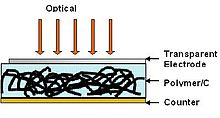 Optical
Transparent
Electrode
Polymer/C
Counter